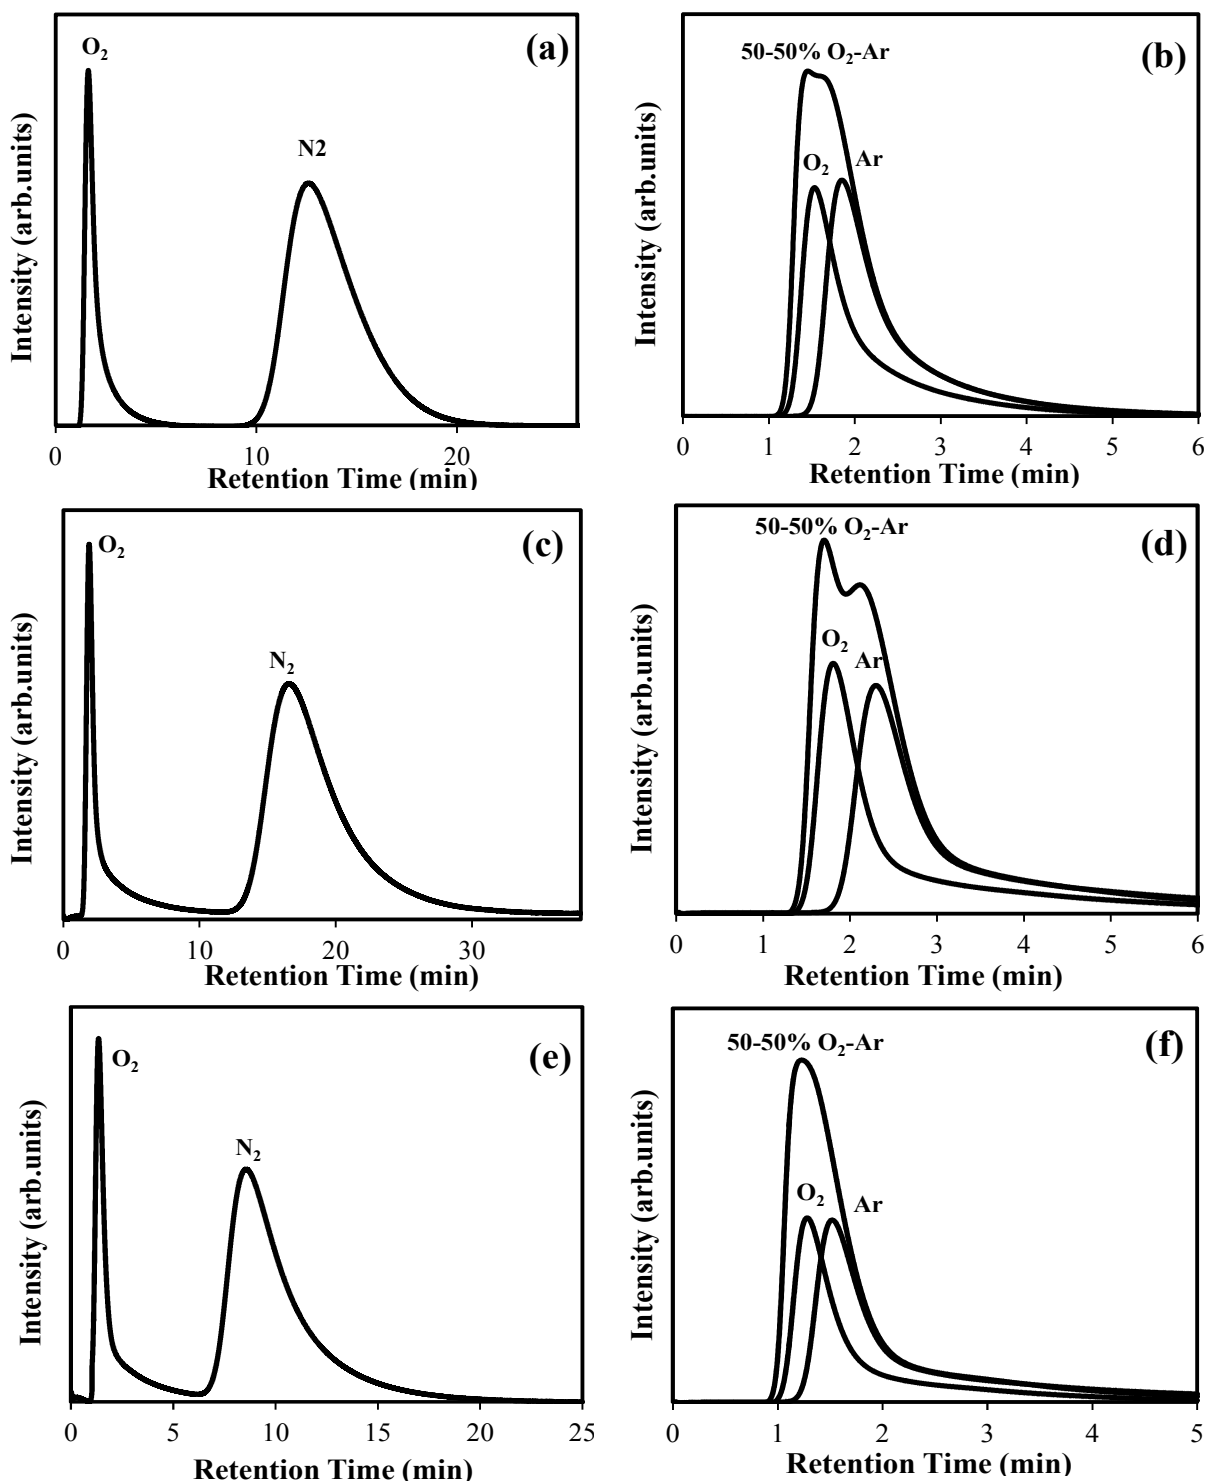 (a)
O₂
N2
Intensity (arb.units)
0 10 20
Retention Time (min)
(b)
50-50% O₂-Ar
O₂ Ar
Intensity (arb.units)
0 1 2 3 4 5 6
Retention Time (min)
(c)
O₂
N₂
Intensity (arb.units)
0 10 20 30
Retention Time (min)
(d)
50-50% O₂-Ar
O₂ Ar
Intensity (arb.units)
0 1 2 3 4 5 6
Retention Time (min)
(e)
O₂
N₂
Intensity (arb.units)
0 5 10 15 20 25
Retention Time (min)
(f)
50-50% O₂-Ar
O₂ Ar
Intensity (arb.units)
0 1 2 3 4 5
Retention Time (min)